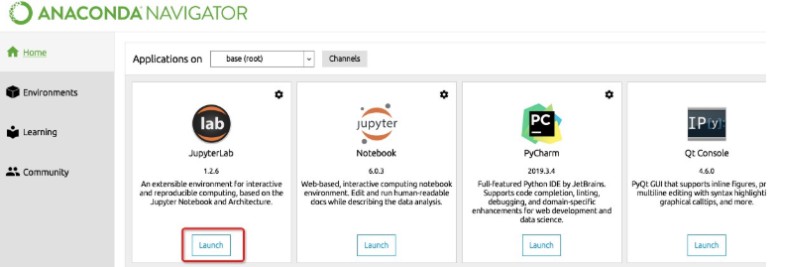 ANACONDA NAVIGATOR
Home
Environments
Learning
Community
Applications on base (root) Channels
lab
JupyterLab
1.2.6
An extensible environment for interactive
and reproducible computing, based on the
Jupyter Notebook and Architecture.
Launch
jupyter
Notebook
6.0.3
Web-based, interactive computing notebook
environment. Edit and run human-readable
docs while describing the data analysis.
Launch
PC
PyCharm
2019.3.4
Full-featured Python IDE by JetBrains.
Supports code completion, linting,
debugging, and domain-specific
enhancements for web development and
data science.
Launch
IP[y]:
Qt Console
4.6.0
PyQt GUI that supports inline figures, pr
multiline editing with syntax highlighti
graphical calltips, and more.
Launch